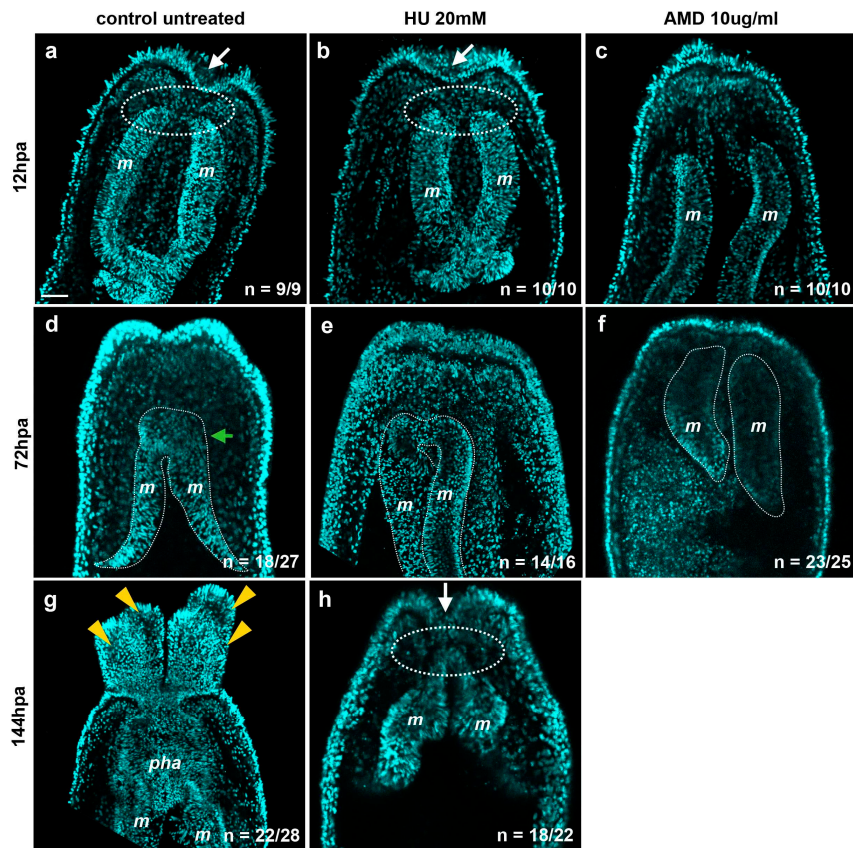 control untreated
HU 20mM
AMD 10ug/ml
12hpa
a
m
m
n = 9/9
b
m
m
n = 10/10
c
m
m
n = 10/10
72hpa
d
m
m
n = 18/27
e
m
m
n = 14/16
f
m
m
n = 23/25
144hpa
g
pha
m
m
n = 22/28
h
m
m
n = 18/22